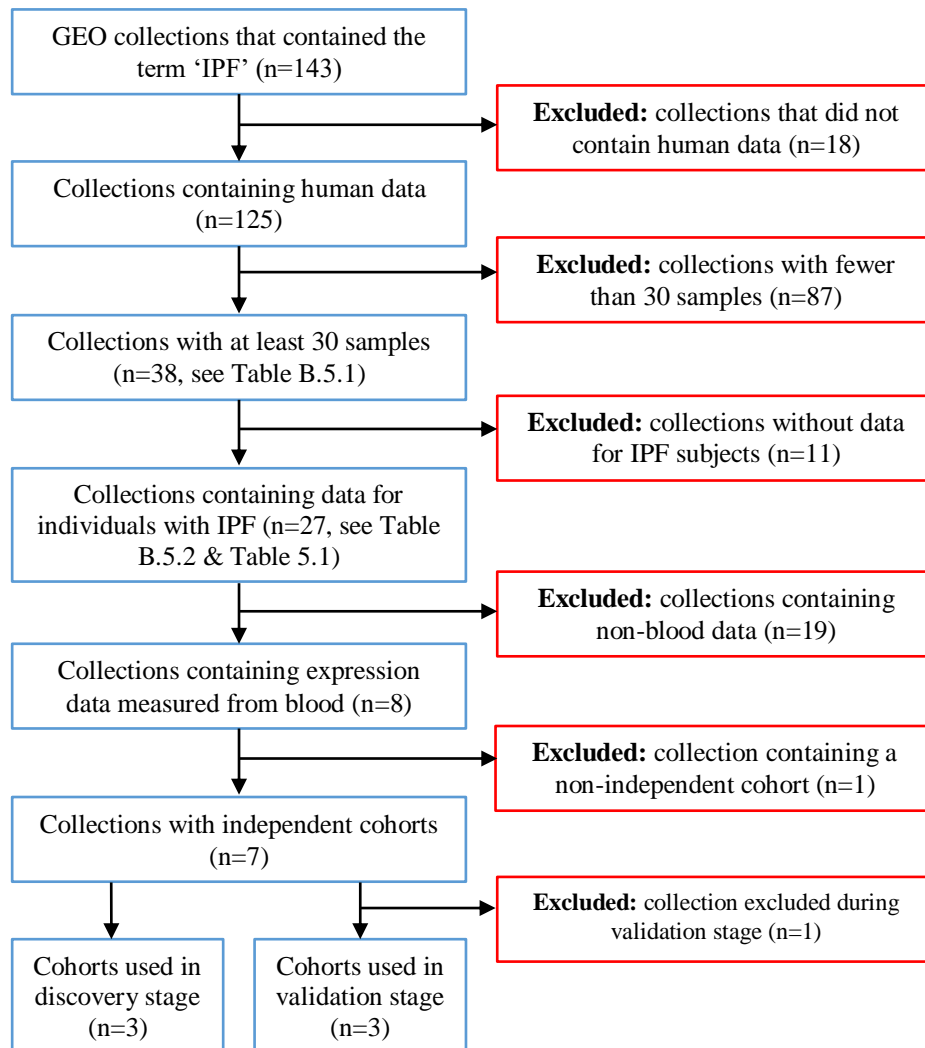 GEO collections that contained the
term ‘IPF’ (n=143)
Excluded: collections that did not
contain human data (n=18)
Collections containing human data
(n=125)
Excluded: collections with fewer
than 30 samples (n=87)
Collections with at least 30 samples
(n=38, see Table B.5.1)
Excluded: collections without data
for IPF subjects (n=11)
Collections containing data for
individuals with IPF (n=27, see Table
B.5.2 & Table 5.1)
Excluded: collections containing
non-blood data (n=19)
Collections containing expression
data measured from blood (n=8)
Excluded: collection containing a
non-independent cohort (n=1)
Collections with independent cohorts
(n=7)
Excluded: collection excluded during
validation stage (n=1)
Cohorts used in
discovery stage
(n=3)
Cohorts used in
validation stage
(n=3)